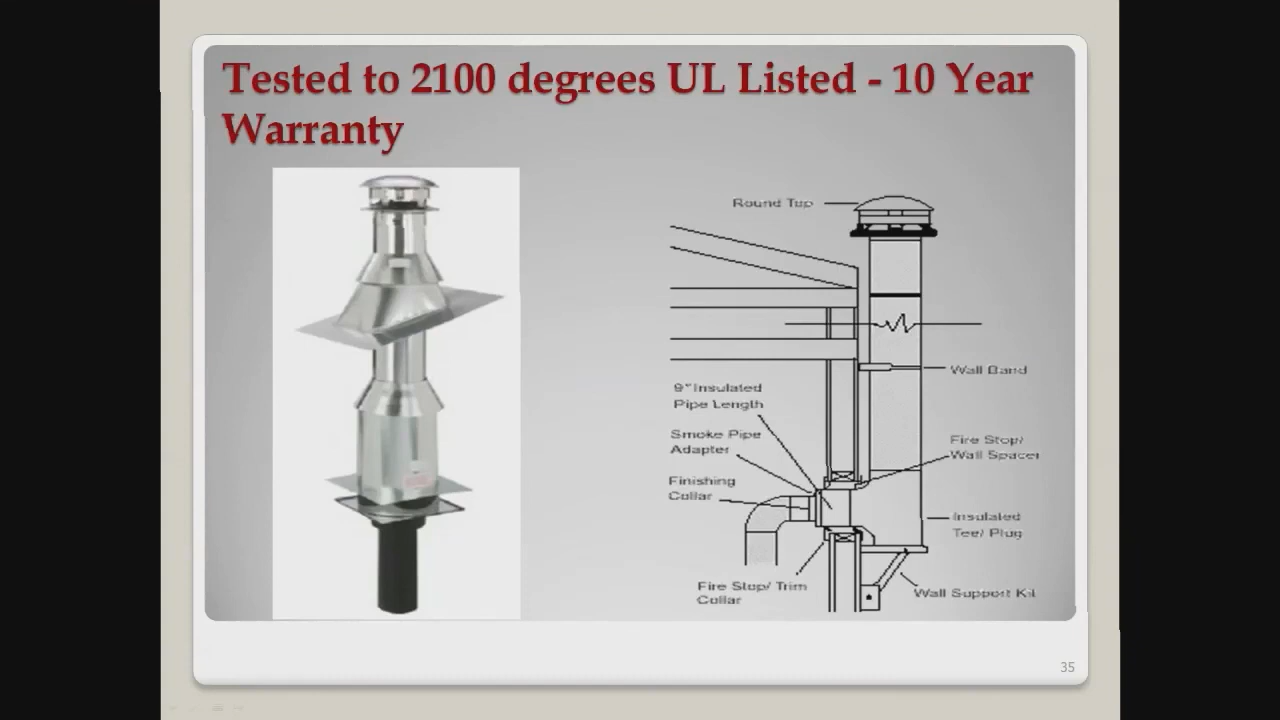 Tested to 2100 degrees UL Listed - 10 Year
Warranty
Round Top
Wall Band
9" Insulated
Pipe Length
Smoke Pipe
Adapter
Finishing
Collar
Fire Stop/
Wall Spacer
Insulated
Tee/ Plug
Fire Stop/ Trim
Collar
Wall Support Kit
35